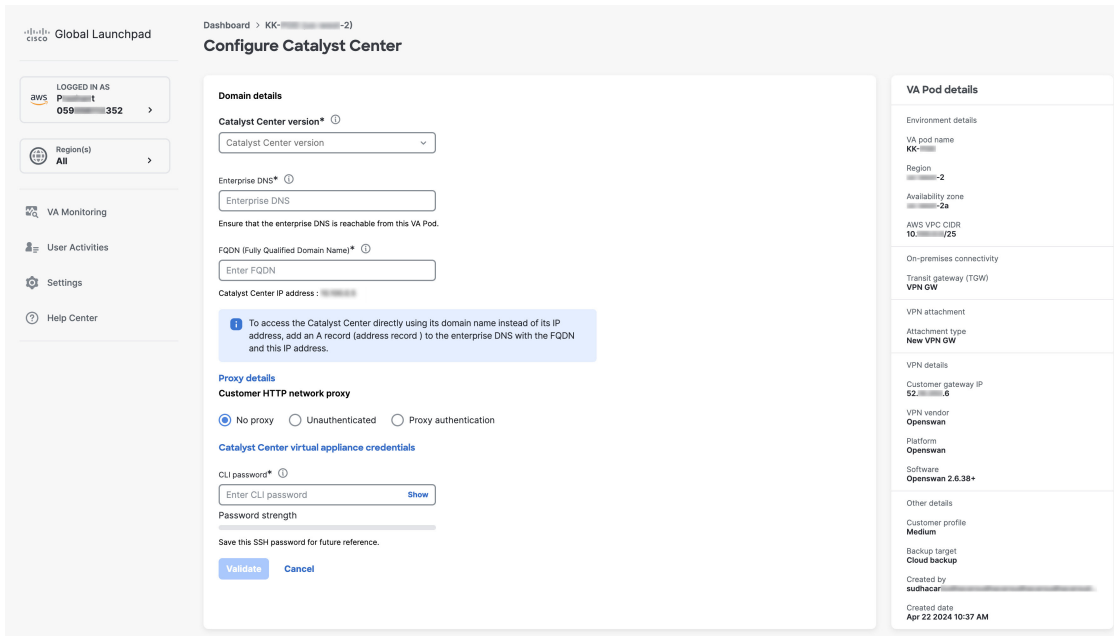 Dashboard > KK- -2)
cisco Global Launchpad
Configure Catalyst Center
aws
LOGGED IN AS
P t
059 352 >
Region(s)
All >
VA Monitoring
User Activities
Settings
Help Center
Domain details
Catalyst Center version*
Catalyst Center version
Enterprise DNS*
Enterprise DNS
Ensure that the enterprise DNS is reachable from this VA Pod.
FQDN (Fully Qualified Domain Name)*
Enter FQDN
Catalyst Center IP address :
To access the Catalyst Center directly using its domain name instead of its IP
address, add an A record (address record ) to the enterprise DNS with the FQDN
and this IP address.
Proxy details
Customer HTTP network proxy
No proxy Unauthenticated Proxy authentication
Catalyst Center virtual appliance credentials
CLI password*
Enter CLI password Show
Password strength
Save this SSH password for future reference.
Validate Cancel
VA Pod details
Environment details
VA pod name
KK-
Region
-2
Availability zone
-2a
AWS VPC CIDR
10. /25
On-premises connectivity
Transit gateway (TGW)
VPN GW
VPN attachment
Attachment type
New VPN GW
VPN details
Customer gateway IP
52. .6
VPN vendor
Openswan
Platform
Openswan
Software
Openswan 2.6.38+
Other details
Customer profile
Medium
Backup target
Cloud backup
Created by
sudhacar
Created date
Apr 22 2024 10:37 AM